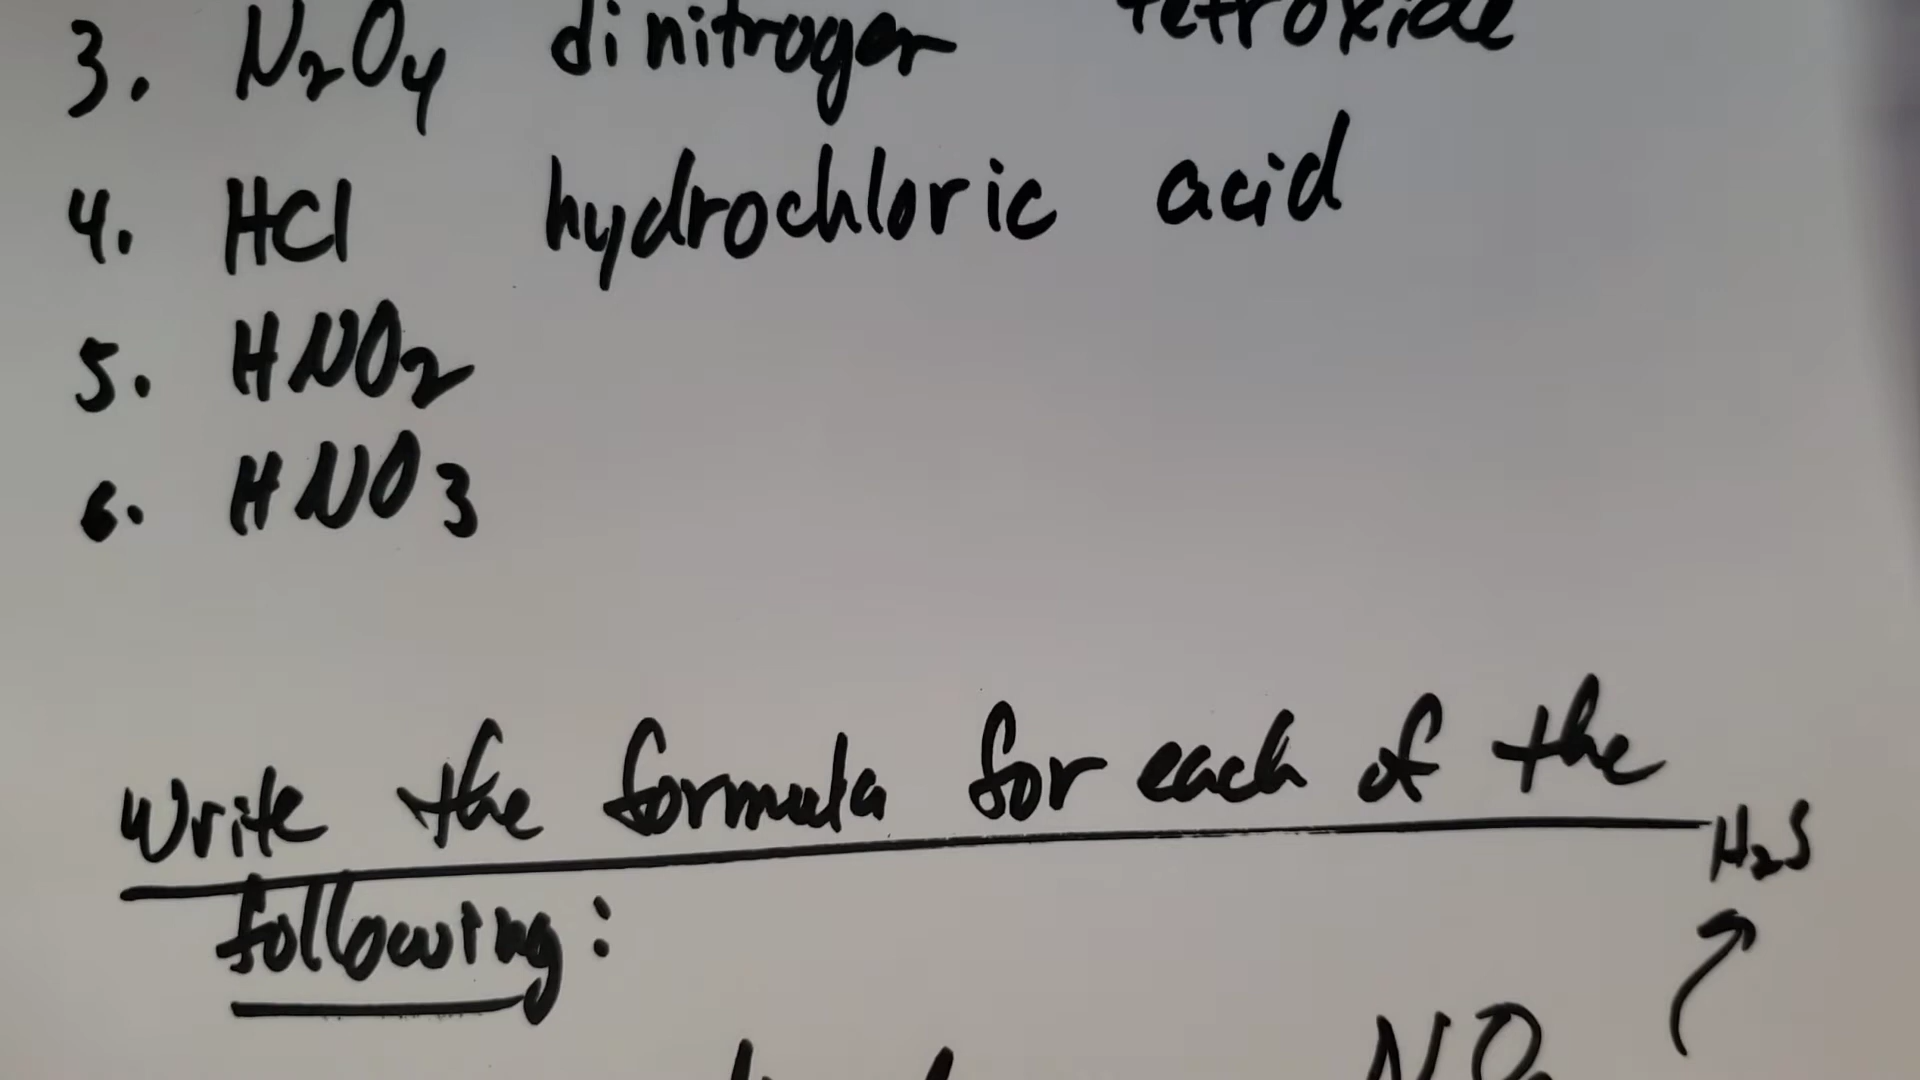 3. N₂O₄ dinitrogen tetroxide
4. HCl hydrochloric acid
5. HNO₂
6. HNO₃
Write the formula for each of the
following:
H₂S
NO